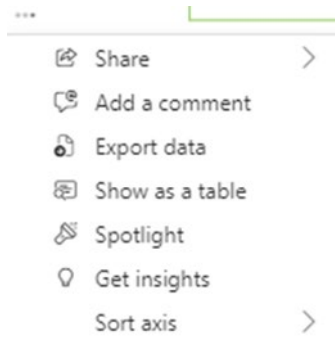 Share
Add a comment
Export data
Show as a table
Spotlight
Get insights
Sort axis